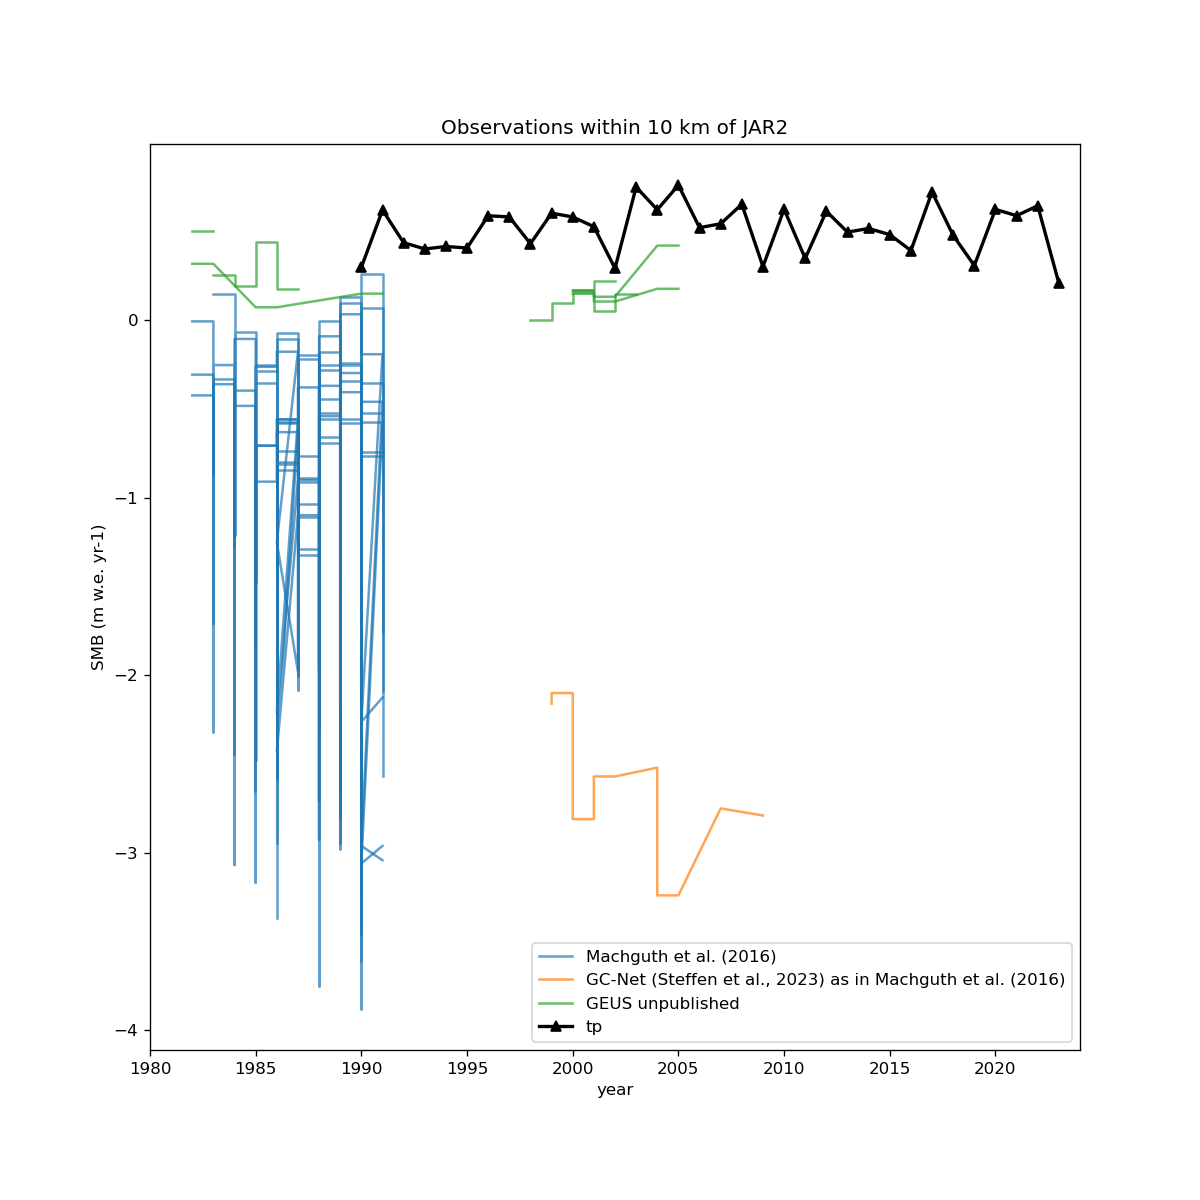 Observations within 10 km of JAR2
SMB (m w.e. yr-1)
0
−1
−2
−3
−4
Machguth et al. (2016)
GC-Net (Steffen et al., 2023) as in Machguth et al. (2016)
GEUS unpublished
tp
1980 1985 1990 1995 2000 2005 2010 2015 2020
year